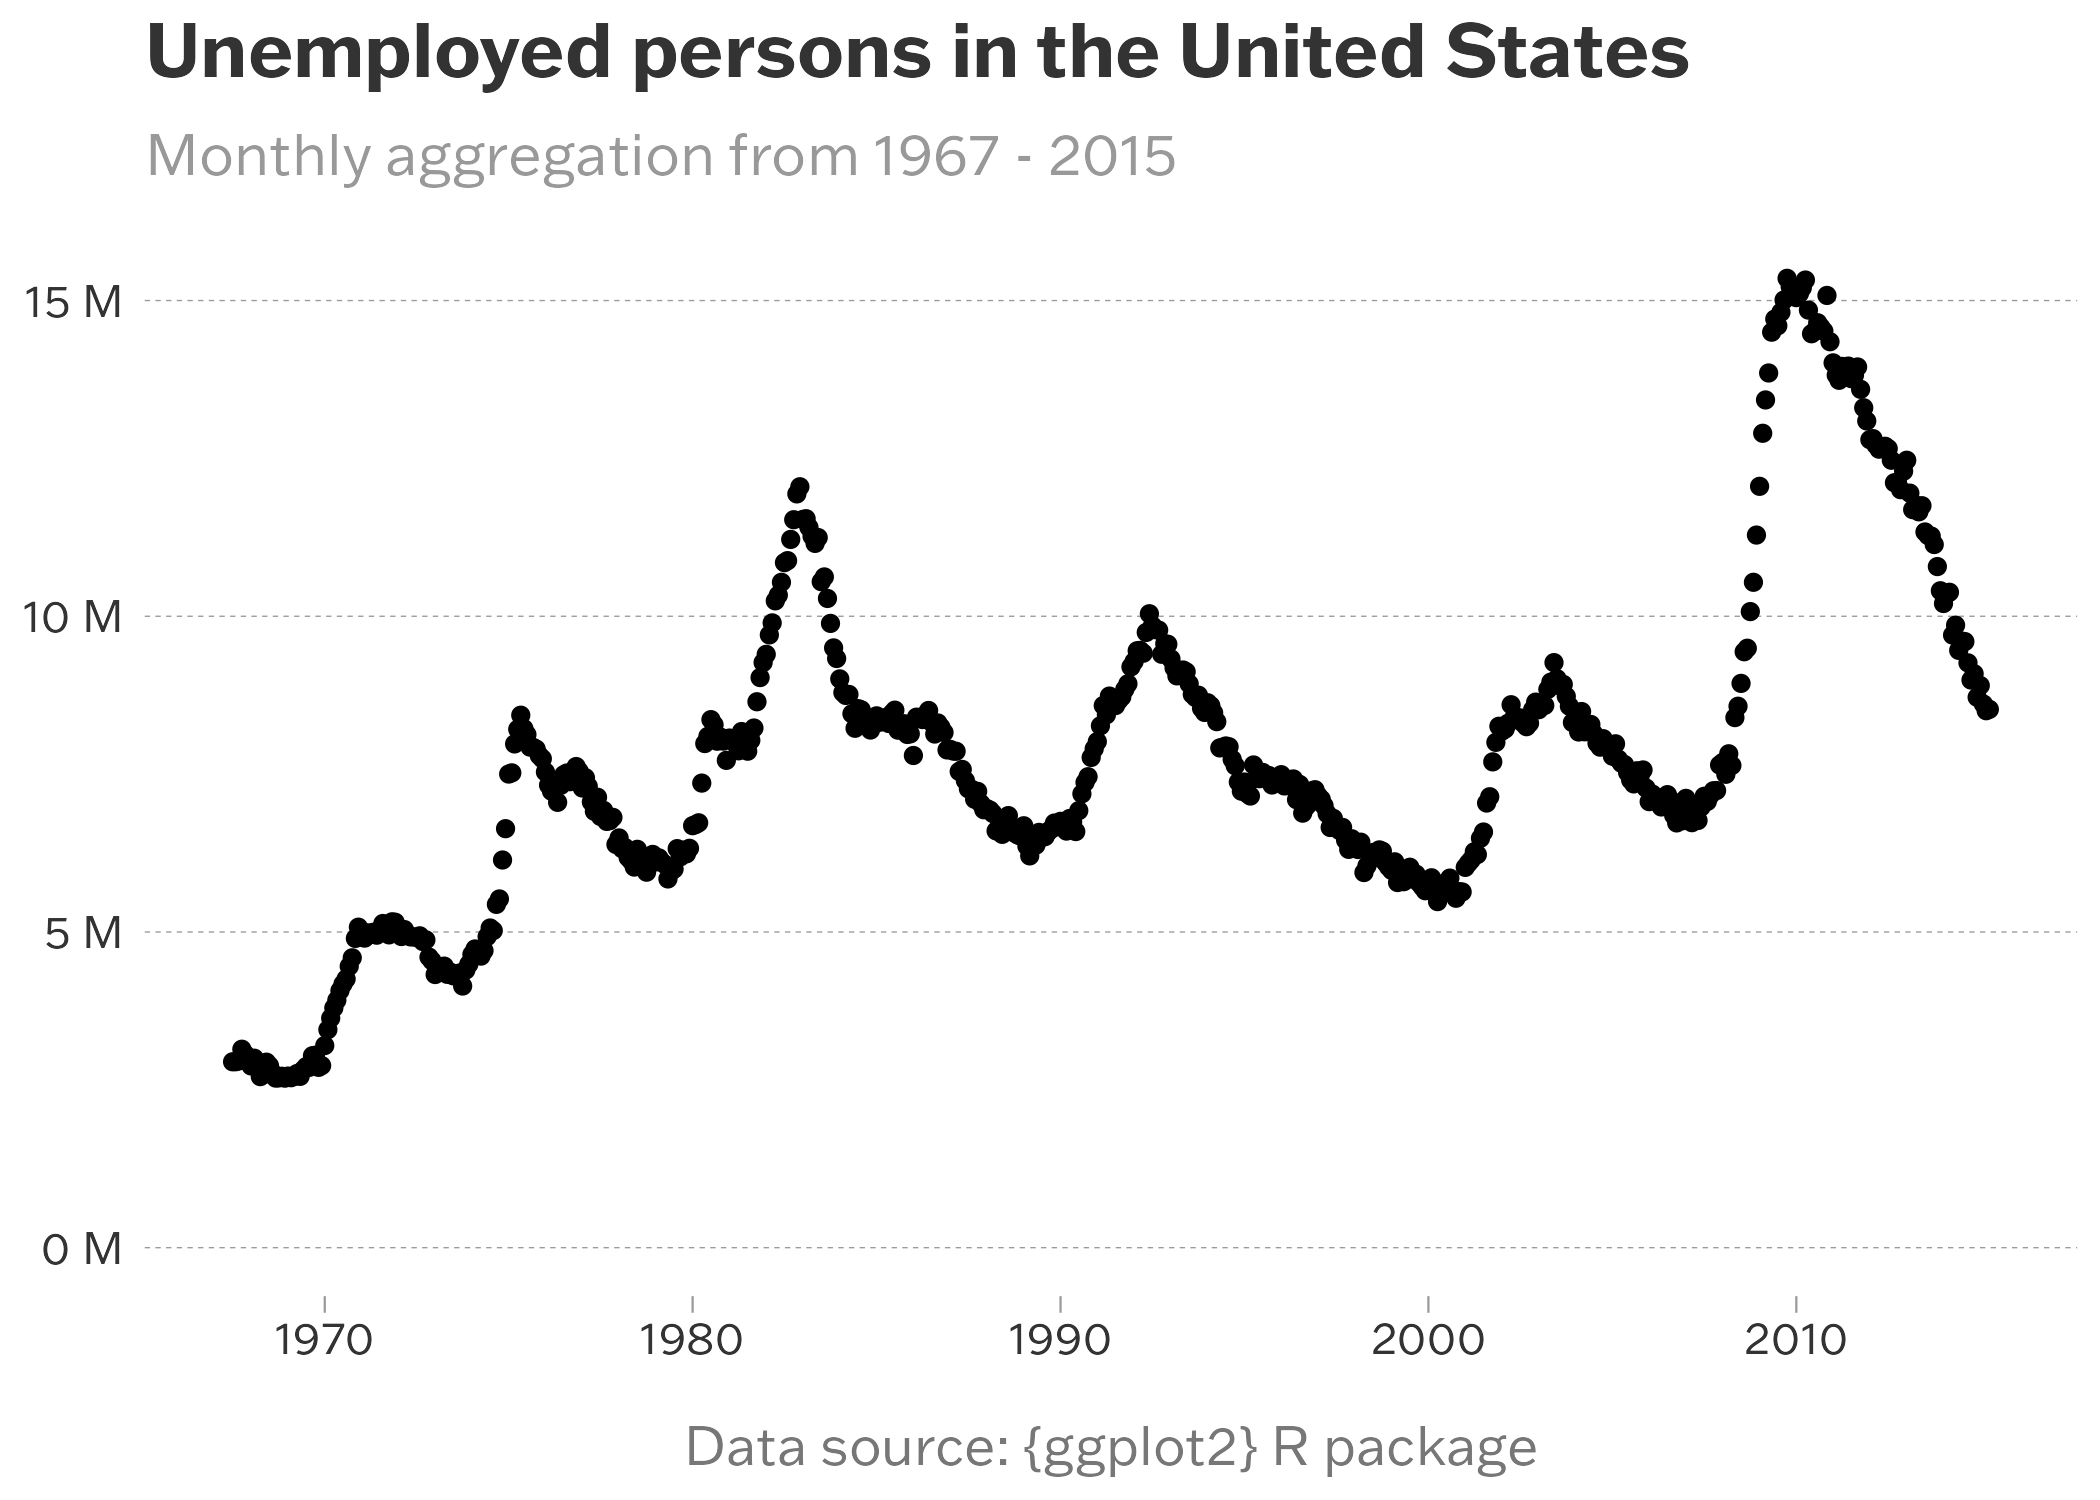 Unemployed persons in the United States
Monthly aggregation from 1967 - 2015
15 M
10 M
5 M
0 M
1970 1980 1990 2000 2010
Data source: {ggplot2} R package